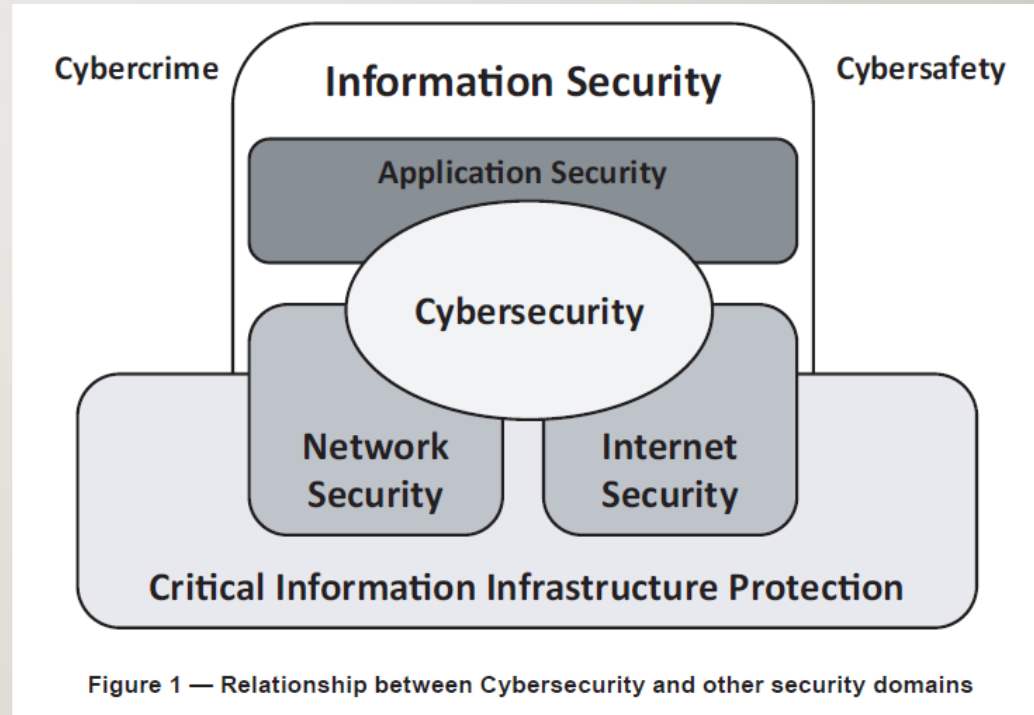 Cybercrime
Information Security
Cybersafety
Application Security
Cybersecurity
Network
Security
Internet
Security
Critical Information Infrastructure Protection
Figure 1 — Relationship between Cybersecurity and other security domains